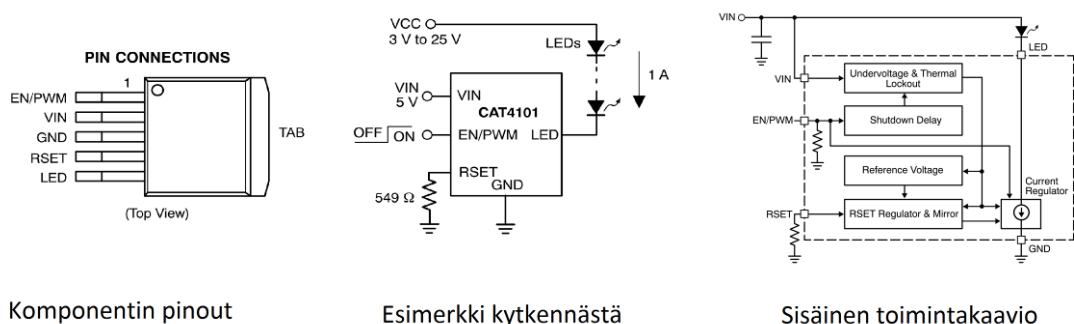 PIN CONNECTIONS
1
EN/PWM
VIN
GND
RSET
LED
TAB
(Top View)
VCC
3 V to 25 V
LEDs
1 A
VIN
5 V
VIN
CAT4101
OFF ON
EN/PWM
LED
RSET
GND
549 Ω
VIN
LED
VIN
Undervoltage & Thermal
Lockout
EN/PWM
Shutdown Delay
Reference Voltage
Current
Regulator
RSET
RSET Regulator & Mirror
GND
Komponentin pinout
Esimerkki kytkennästä
Sisäinen toimintakaavio